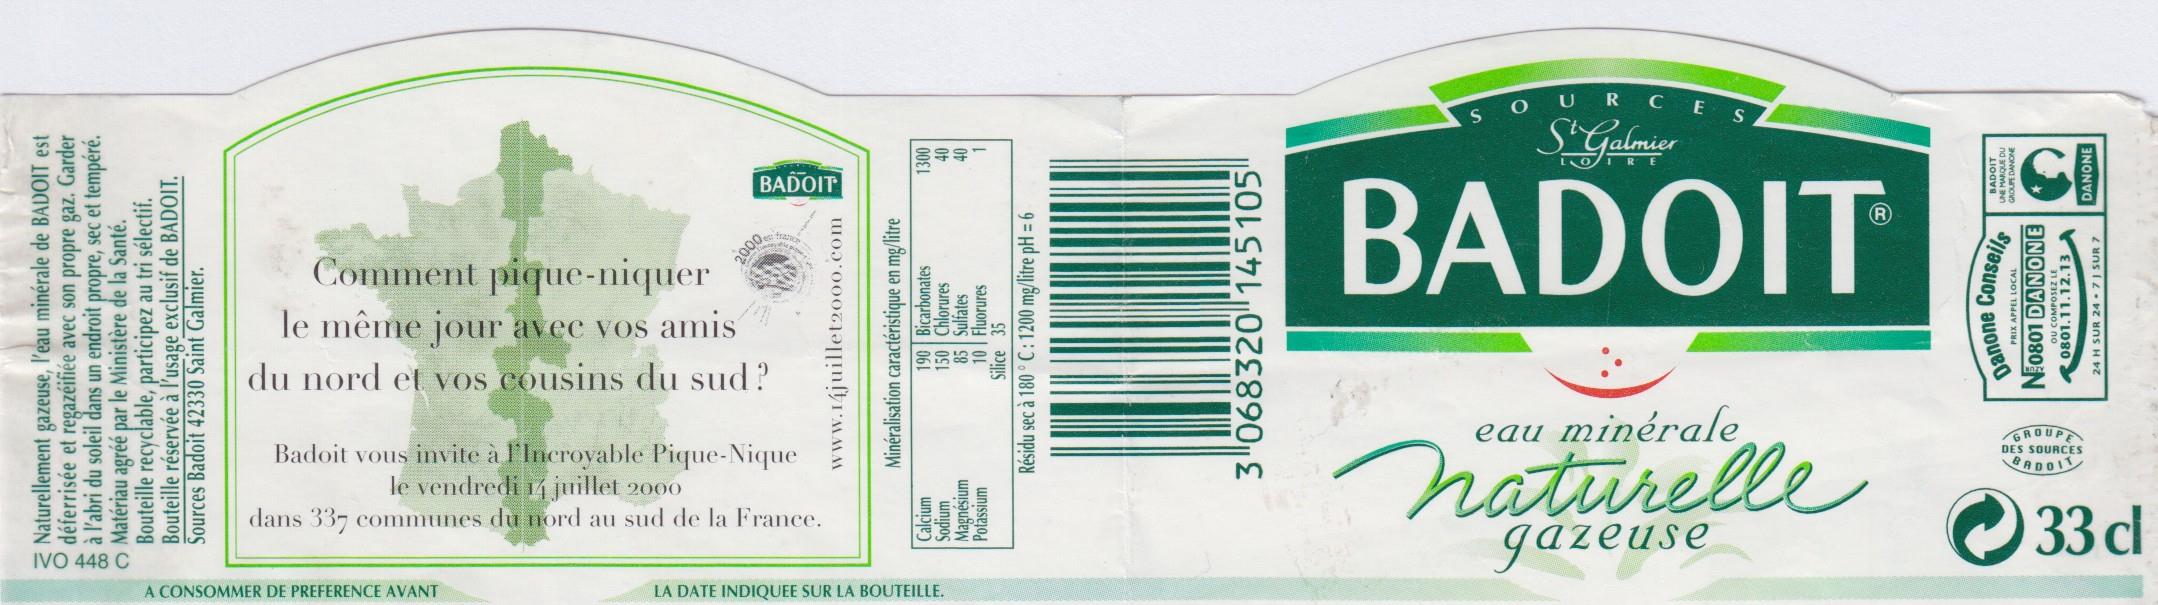 Naturellement gazeuse, l'eau minérale de BADOIT est
déferrisée et regazéifiée avec son propre gaz. Garder
à l'abri du soleil dans un endroit propre, sec et tempéré.
Matériau agréé par le Ministère de la Santé.
Bouteille recyclable, participez au tri sélectif.
Bouteille réservée à l'usage exclusif de BADOIT.
Sources Badoit 42330 Saint Galmier.
IVO 448 C
BADOIT
2000 en france
Comment pique-niquer
le même jour avec vos amis
du nord et vos cousins du sud ?
Badoit vous invite à l'Incroyable Pique-Nique
le vendredi 14 juillet 2000
dans 337 communes du nord au sud de la France.
www.14juillet2000.com
A CONSOMMER DE PREFERENCE AVANT
LA DATE INDIQUEE SUR LA BOUTEILLE.
Minéralisation caractéristique en mg/litre
Calcium 190 Bicarbonates 1300
Sodium 150 Chlorures 40
Magnésium 85 Sulfates 40
Potassium 10 Fluorures 1
Silice 35
Résidu sec à 180 ° C : 1200 mg/litre pH = 6
3 068320 145105
SOURCES
St Galmier
LOIRE
BADOIT®
eau minérale
naturelle
gazeuse
BADOIT
UNE MARQUE DU
GROUPE DANONE
DANONE
Danone Conseils
PRIX APPEL LOCAL
N°AZUR 0801 DANONE
OU COMPOSEZ LE
0801.11.12.13
24 H SUR 24 • 7 J SUR 7
GROUPE
DES SOURCES
BADOIT
33 cl